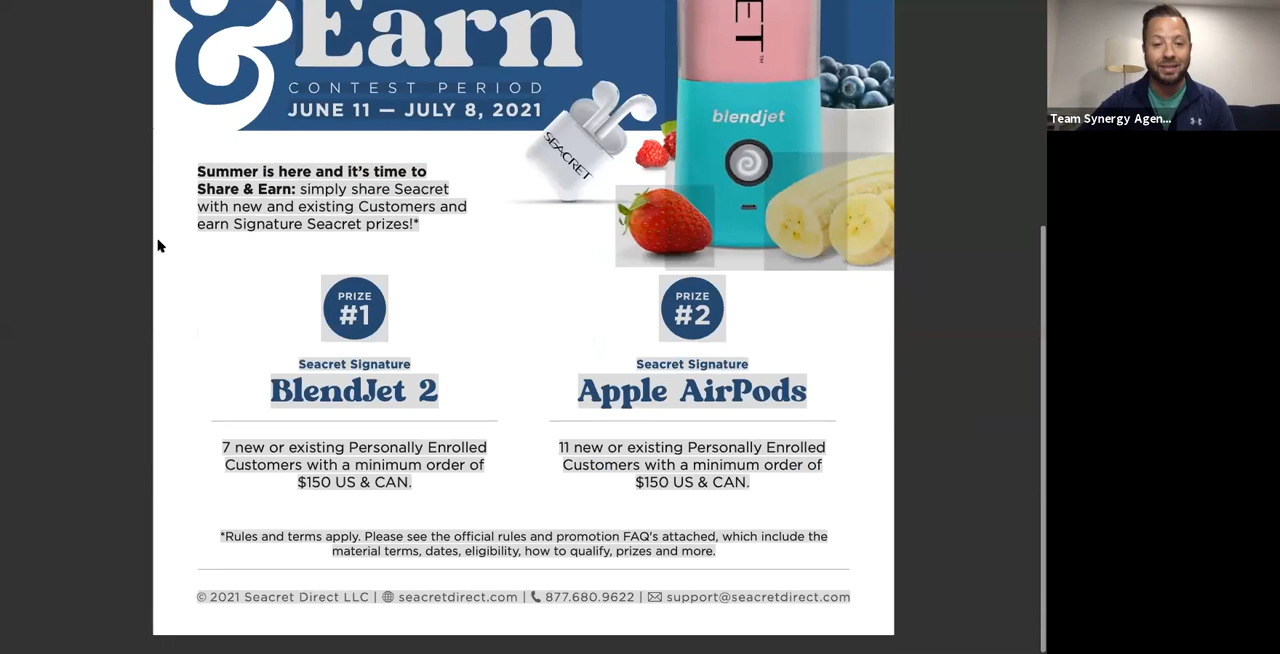 & Earn
CONTEST PERIOD
JUNE 11 — JULY 8, 2021
ET™
blendjet
SEACRET
Team Synergy Agen...
Summer is here and it's time to
Share & Earn: simply share Seacret
with new and existing Customers and
earn Signature Seacret prizes!*
PRIZE
#1
Seacret Signature
BlendJet 2
7 new or existing Personally Enrolled
Customers with a minimum order of
$150 US & CAN.
PRIZE
#2
Seacret Signature
Apple AirPods
11 new or existing Personally Enrolled
Customers with a minimum order of
$150 US & CAN.
*Rules and terms apply. Please see the official rules and promotion FAQ's attached, which include the
material terms, dates, eligibility, how to qualify, prizes and more.
© 2021 Seacret Direct LLC | seacretdirect.com | 877.680.9622 | support@seacretdirect.com